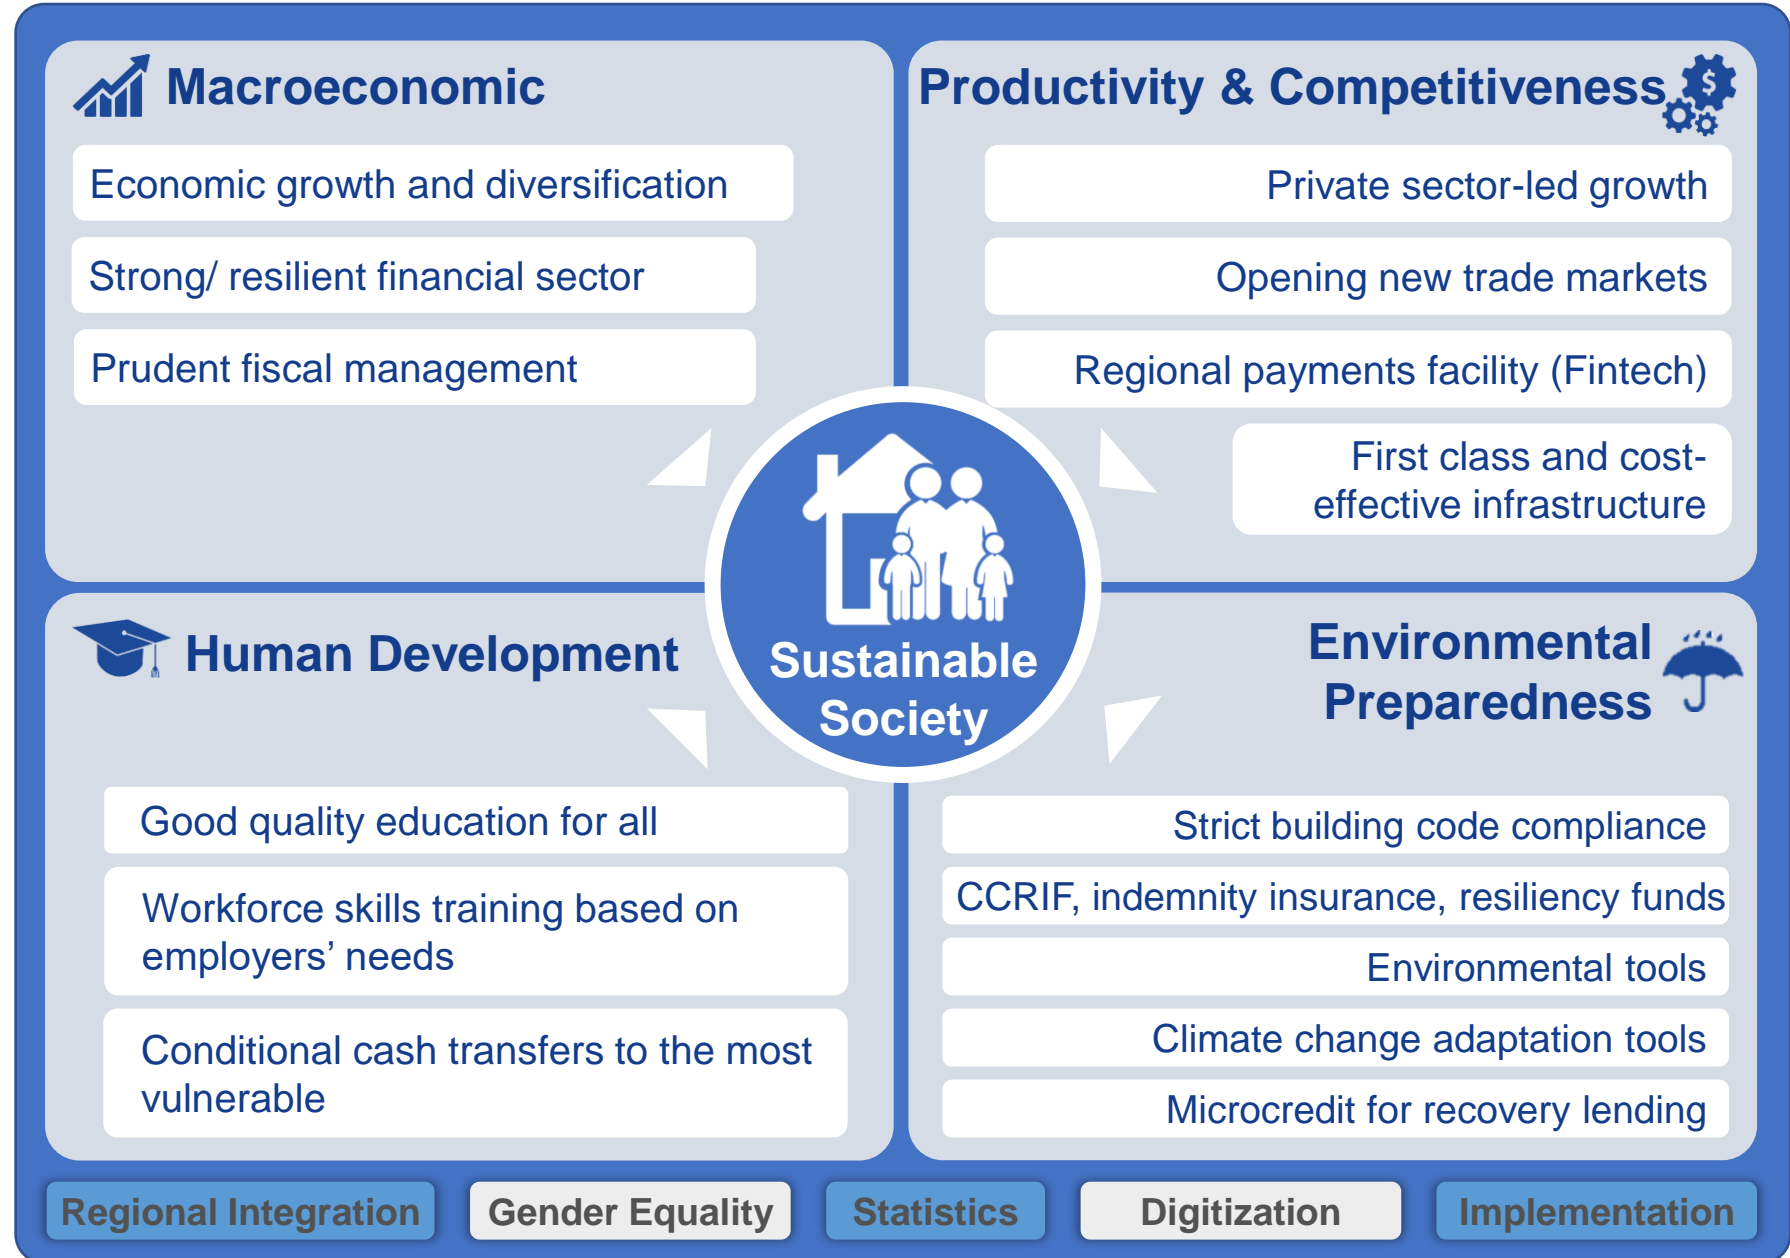 Macroeconomic
Economic growth and diversification
Strong/ resilient financial sector
Prudent fiscal management
Productivity & Competitiveness
$
Private sector-led growth
Opening new trade markets
Regional payments facility (Fintech)
First class and cost-
effective infrastructure
Sustainable
Society
Human Development
Good quality education for all
Workforce skills training based on
employers’ needs
Conditional cash transfers to the most
vulnerable
Environmental
Preparedness
Strict building code compliance
CCRIF, indemnity insurance, resiliency funds
Environmental tools
Climate change adaptation tools
Microcredit for recovery lending
Regional Integration
Gender Equality
Statistics
Digitization
Implementation